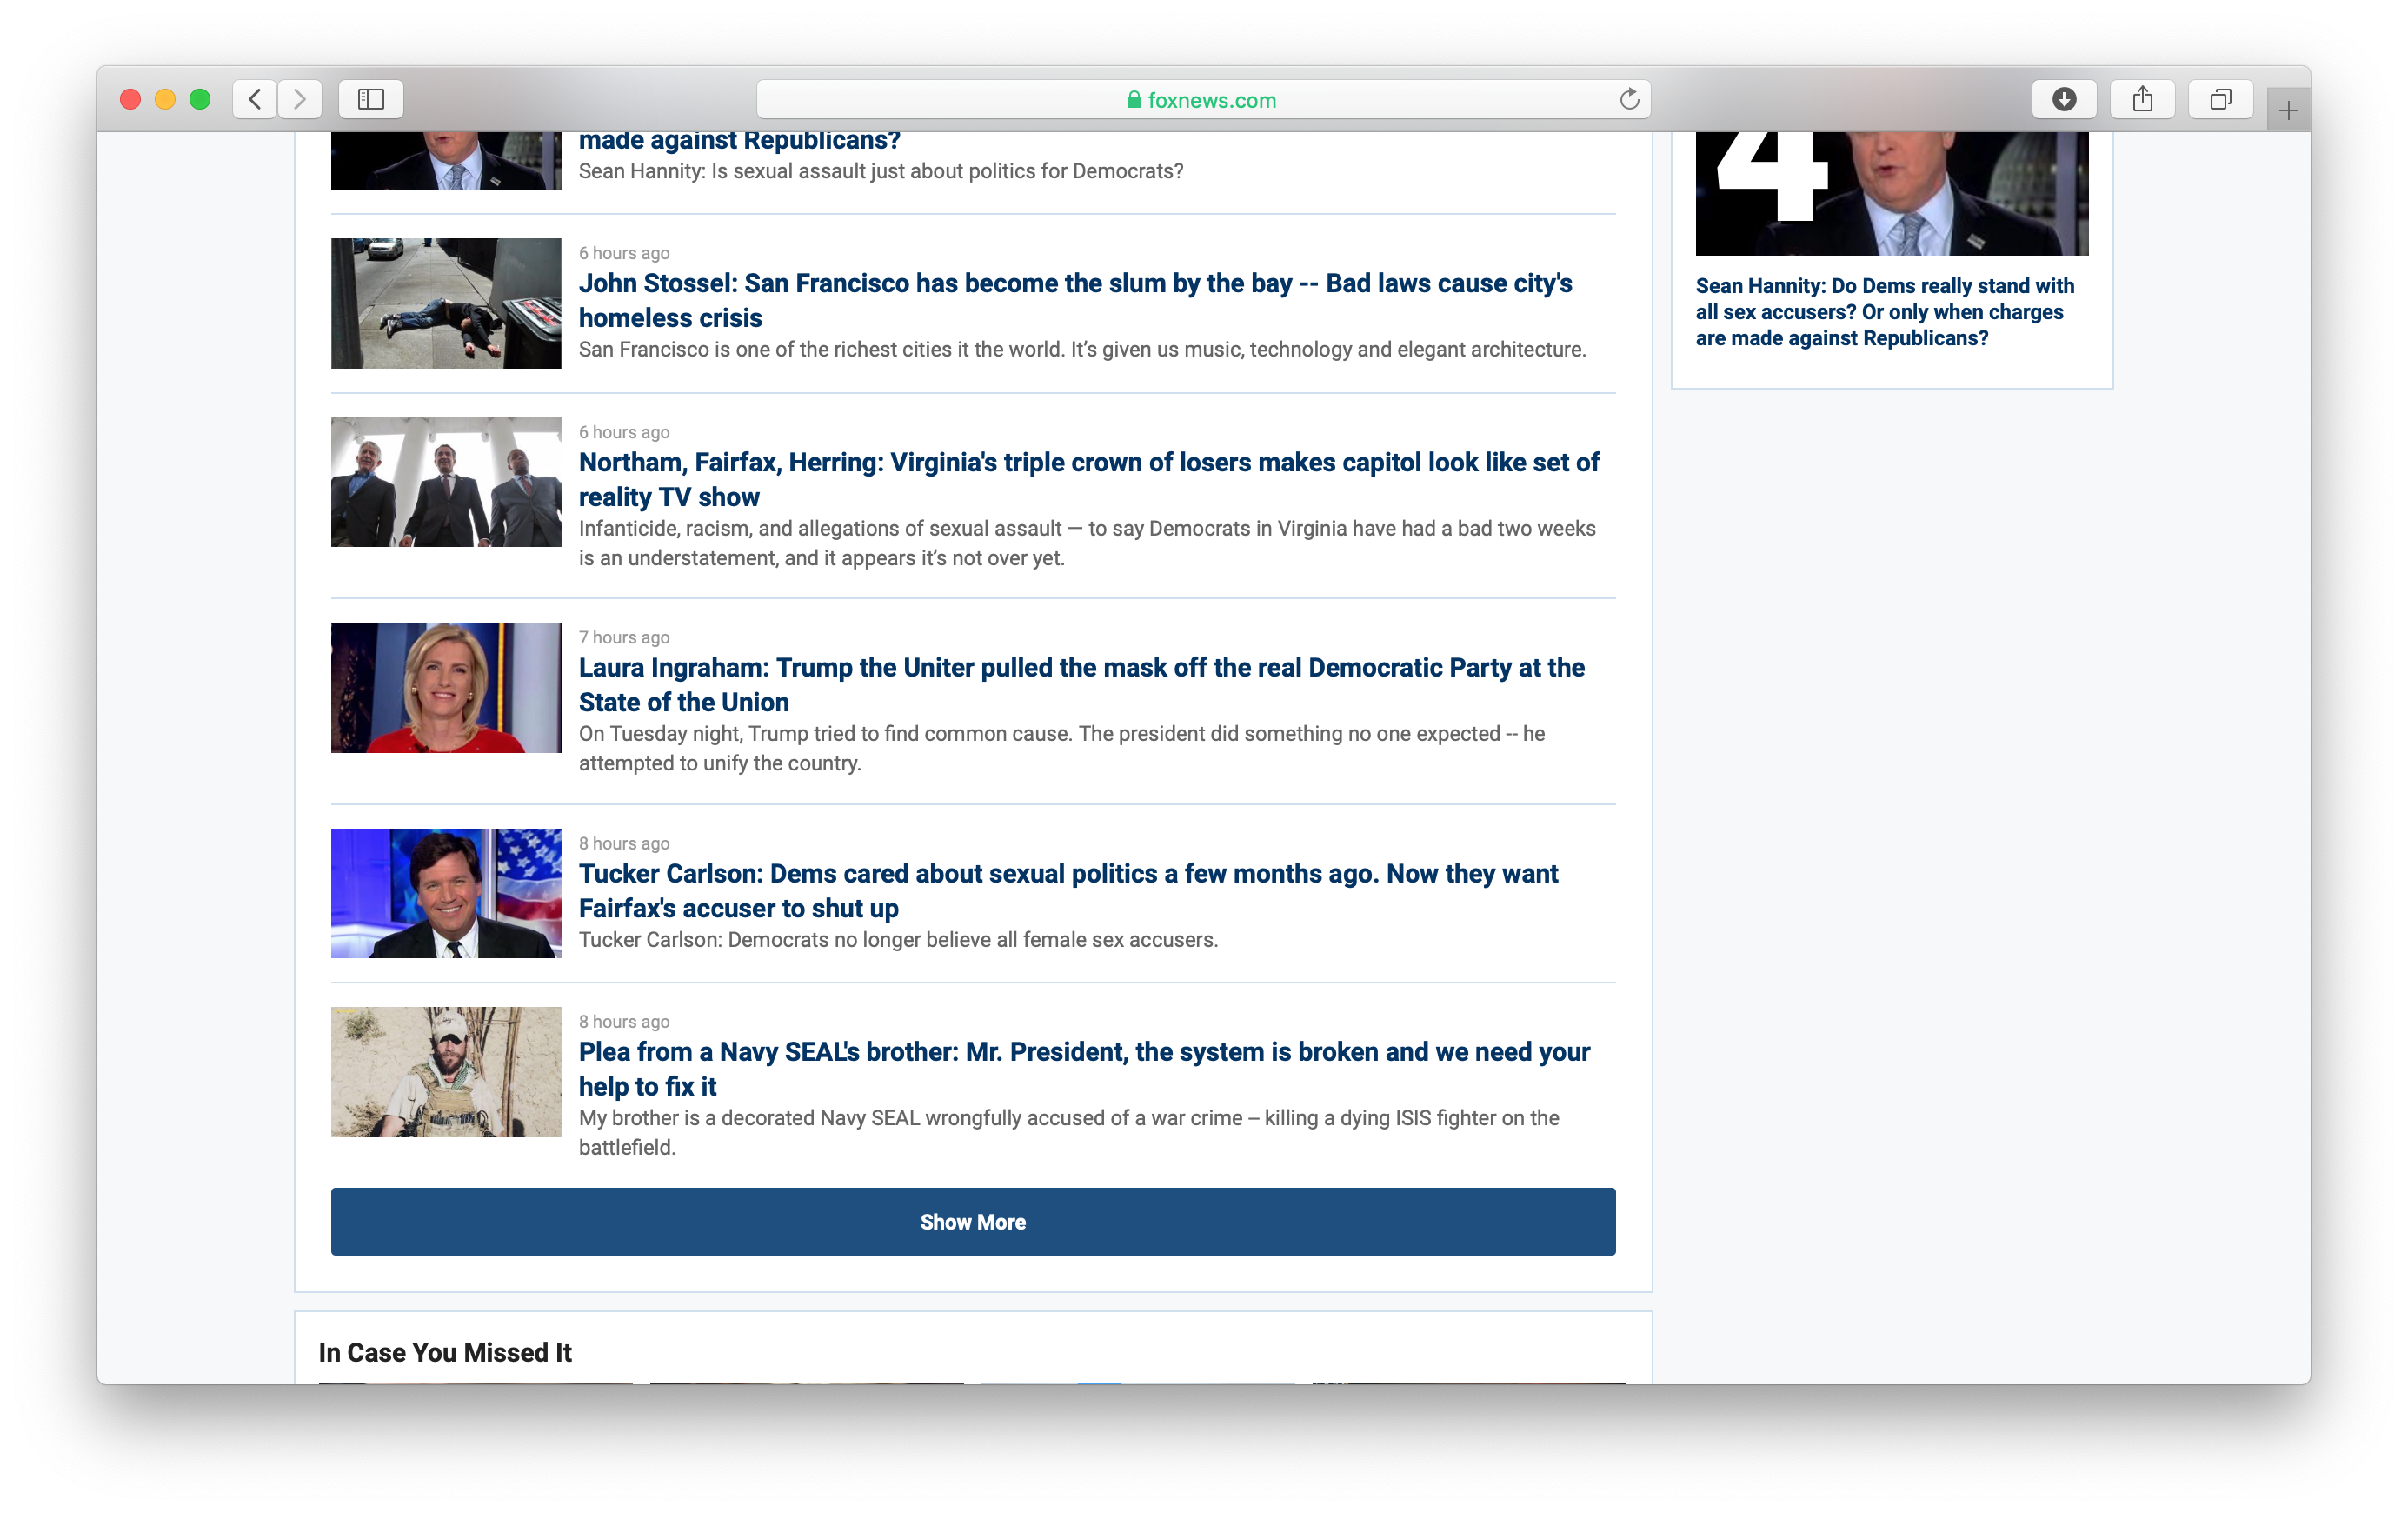 foxnews.com
made against Republicans?
Sean Hannity: Is sexual assault just about politics for Democrats?
6 hours ago
John Stossel: San Francisco has become the slum by the bay -- Bad laws cause city's
homeless crisis
San Francisco is one of the richest cities it the world. It’s given us music, technology and elegant architecture.
6 hours ago
Northam, Fairfax, Herring: Virginia's triple crown of losers makes capitol look like set of
reality TV show
Infanticide, racism, and allegations of sexual assault — to say Democrats in Virginia have had a bad two weeks
is an understatement, and it appears it’s not over yet.
7 hours ago
Laura Ingraham: Trump the Uniter pulled the mask off the real Democratic Party at the
State of the Union
On Tuesday night, Trump tried to find common cause. The president did something no one expected -- he
attempted to unify the country.
8 hours ago
Tucker Carlson: Dems cared about sexual politics a few months ago. Now they want
Fairfax's accuser to shut up
Tucker Carlson: Democrats no longer believe all female sex accusers.
8 hours ago
Plea from a Navy SEAL's brother: Mr. President, the system is broken and we need your
help to fix it
My brother is a decorated Navy SEAL wrongfully accused of a war crime -- killing a dying ISIS fighter on the
battlefield.
Show More
In Case You Missed It
4
Sean Hannity: Do Dems really stand with
all sex accusers? Or only when charges
are made against Republicans?